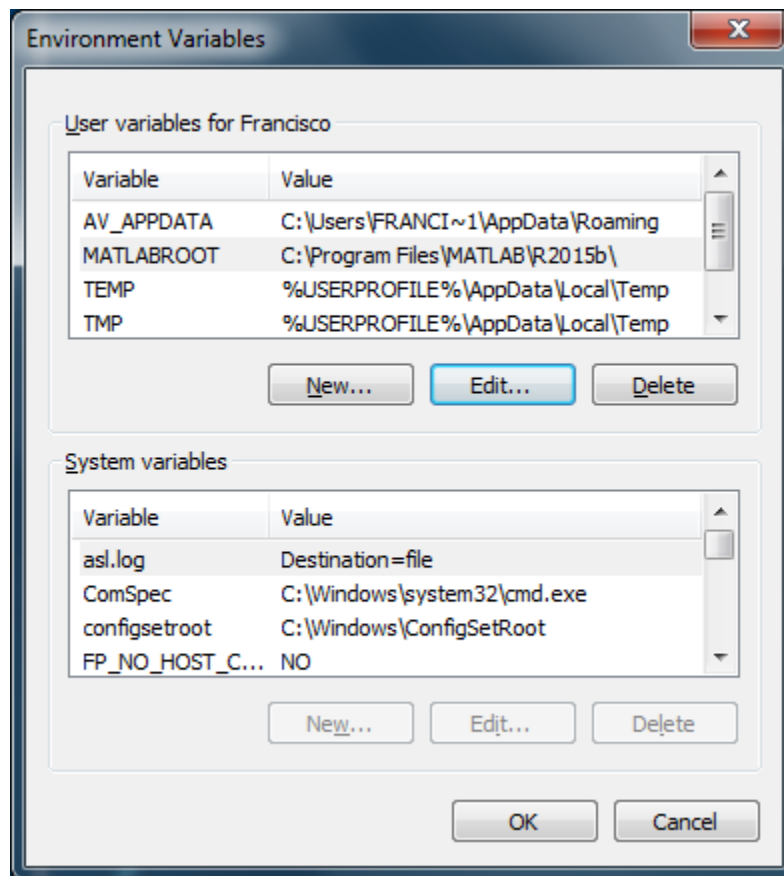 Environment Variables
User variables for Francisco
Variable Value
AV_APPDATA C:\Users\FRANCI~1\AppData\Roaming
MATLABROOT C:\Program Files\MATLAB\R2015b\
TEMP %USERPROFILE%\AppData\Local\Temp
TMP %USERPROFILE%\AppData\Local\Temp
New... Edit... Delete
System variables
Variable Value
asl.log Destination=file
ComSpec C:\Windows\system32\cmd.exe
configsetroot C:\Windows\ConfigSetRoot
FP_NO_HOST_C... NO
New... Edit... Delete
OK Cancel